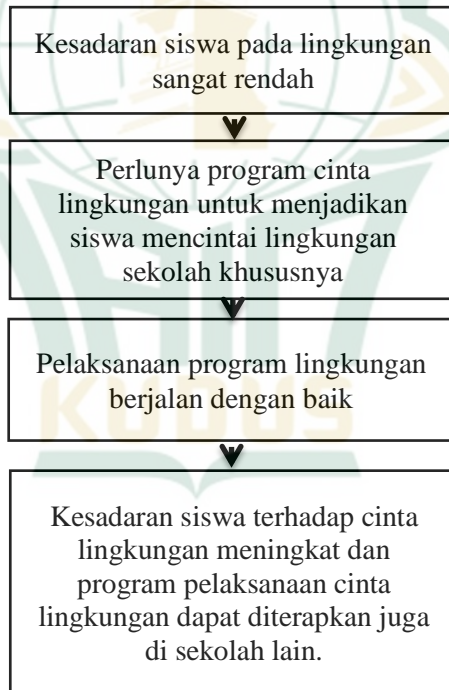 Kesadaran siswa pada lingkungan
sangat rendah
Perlunya program cinta
lingkungan untuk menjadikan
siswa mencintai lingkungan
sekolah khususnya
Pelaksanaan program lingkungan
berjalan dengan baik
KUDUS
Kesadaran siswa terhadap cinta
lingkungan meningkat dan
program pelaksanaan cinta
lingkungan dapat diterapkan juga
di sekolah lain.